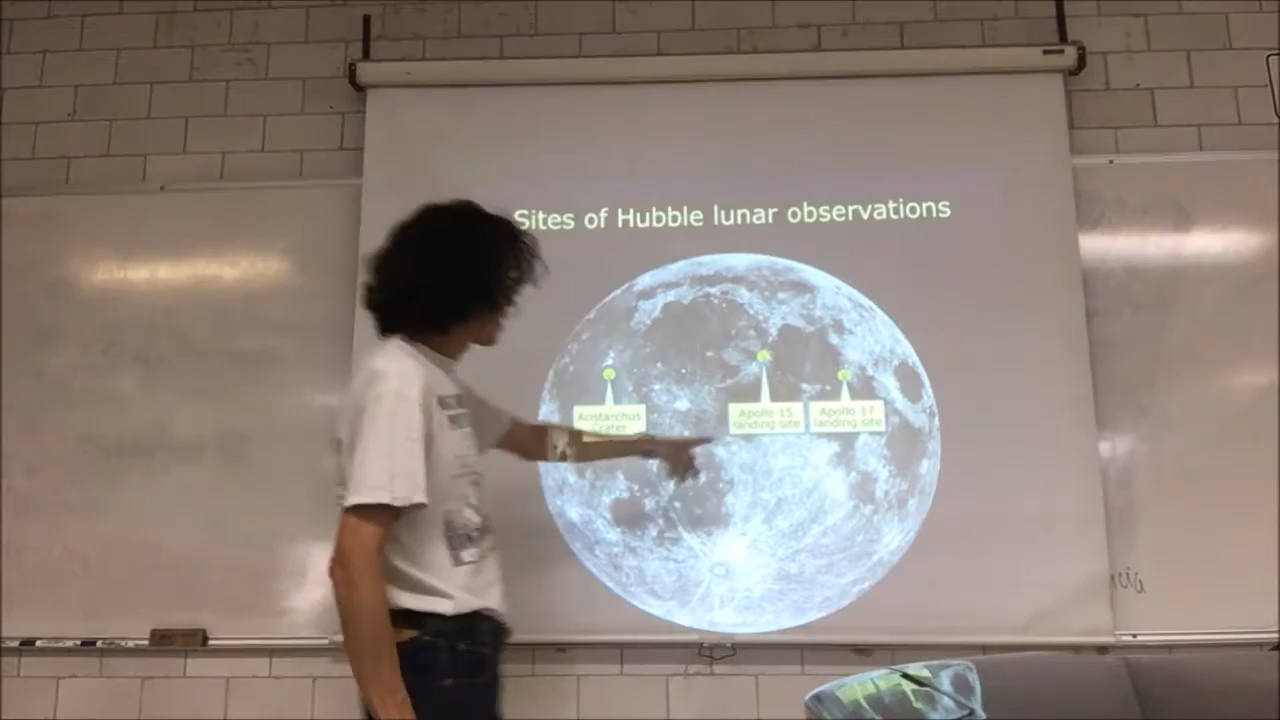 Sites of Hubble lunar observations
Aristarchus
Crater
Apollo 15
landing site
Apollo 17
landing site